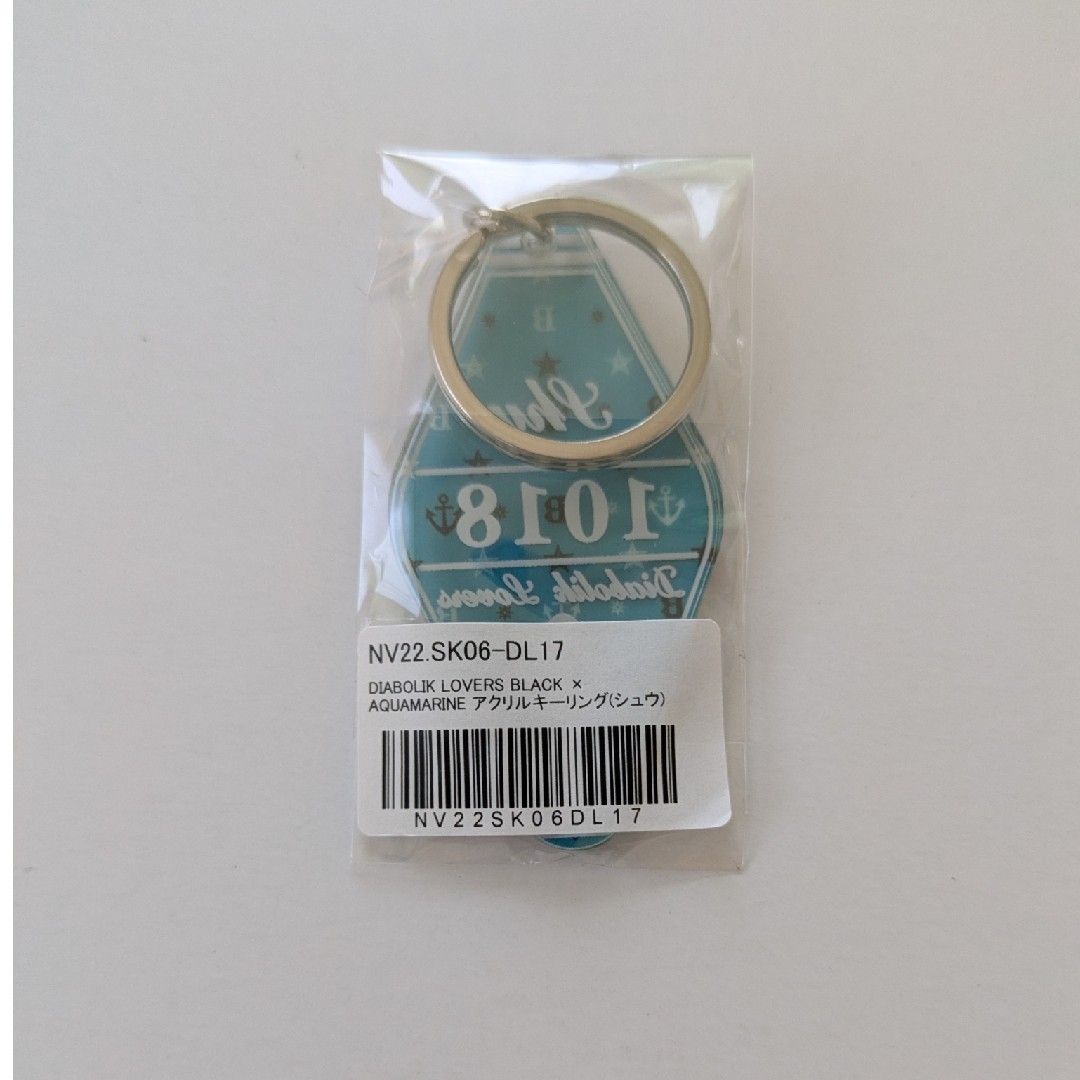 B
Shu
B
B
1018
B
Diabolik Lovers
B
NV22.SK06-DL17
DIABOLIK LOVERS BLACK ×
AQUAMARINE アクリルキーリング(シュウ)
NV22SK06DL17